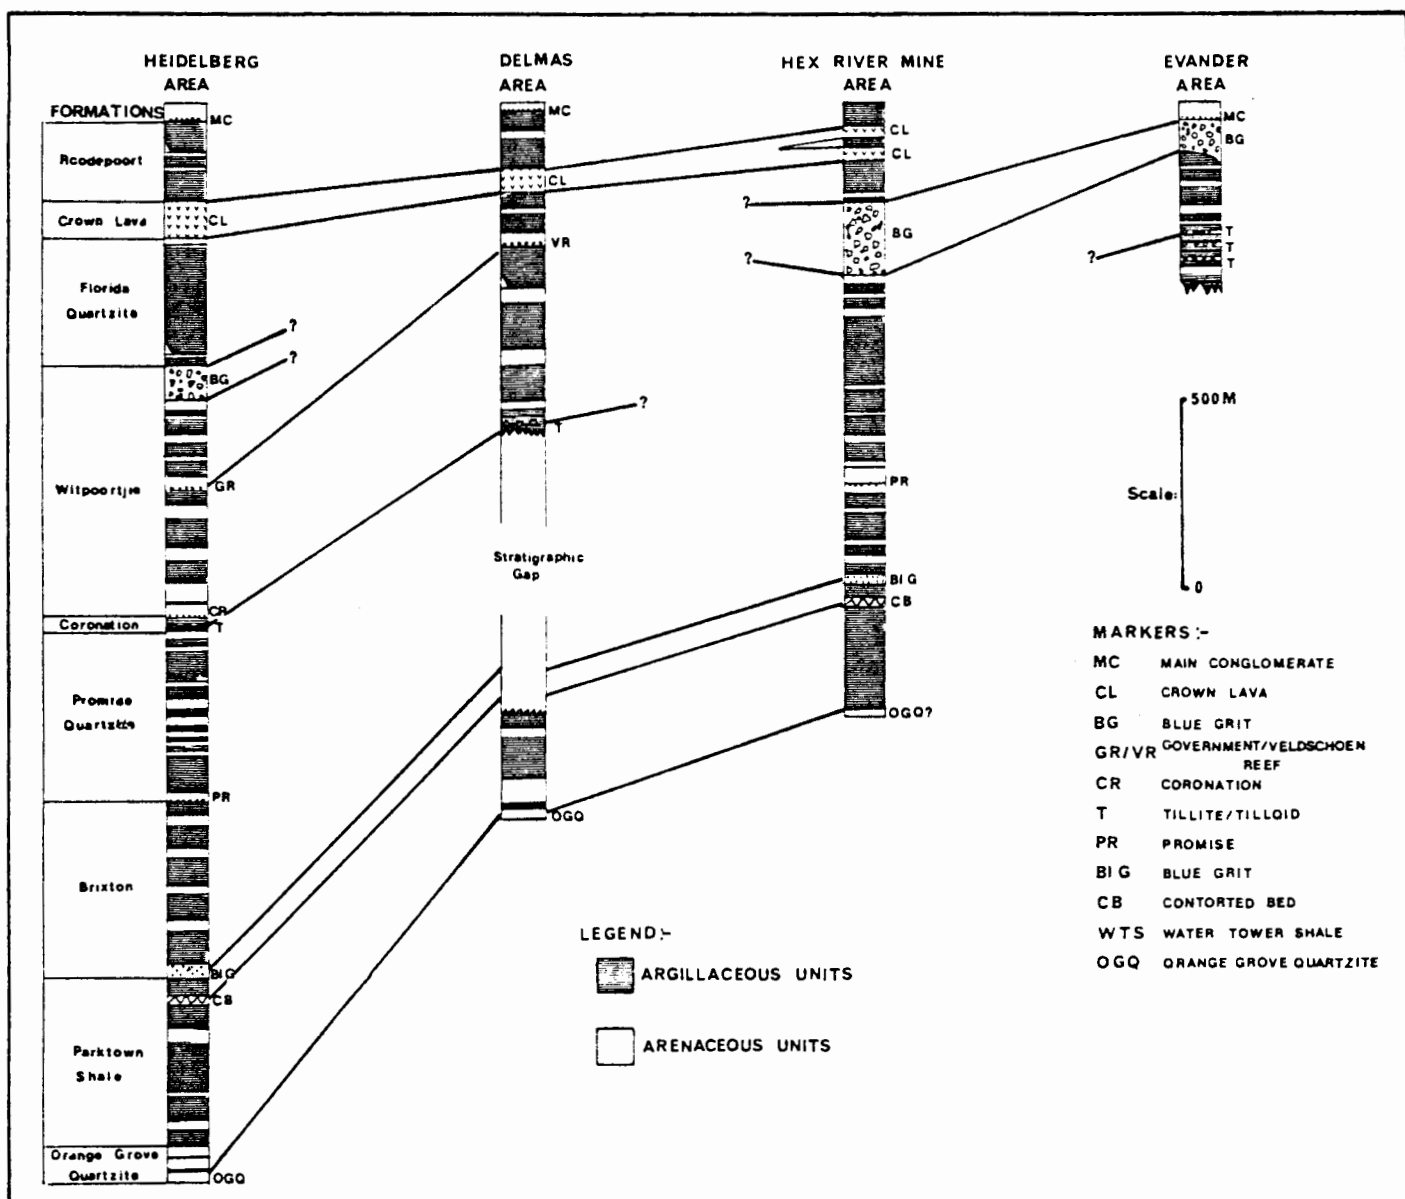 HEIDELBERG
AREA
DELMAS
AREA
HEX RIVER MINE
AREA
EVANDER
AREA
FORMATIONS
Roodepoort
Crown Lava
Florida
Quartzite
Witpoortjie
Coronation
Promise
Quartzite
Brixton
Parktown
Shale
Orange Grove
Quartzite
MC
CL
?
?
BG
GR
CR
T
PR
BIG
CB
OGQ
MC
CL
VR
?
T
Stratigraphic
Gap
OGQ
CL
CL
?
BG
?
PR
BIG
CB
OGQ?
MC
BG
T
?
T
T
500M
Scale:
0
MARKERS:-
MC MAIN CONGLOMERATE
CL CROWN LAVA
BG BLUE GRIT
GR/VR GOVERNMENT/VELDSCHOEN
REEF
CR CORONATION
T TILLITE/TILLOID
PR PROMISE
BIG BLUE GRIT
CB CONTORTED BED
WTS WATER TOWER SHALE
OGQ ORANGE GROVE QUARTZITE
LEGEND:-
ARGILLACEOUS UNITS
ARENACEOUS UNITS